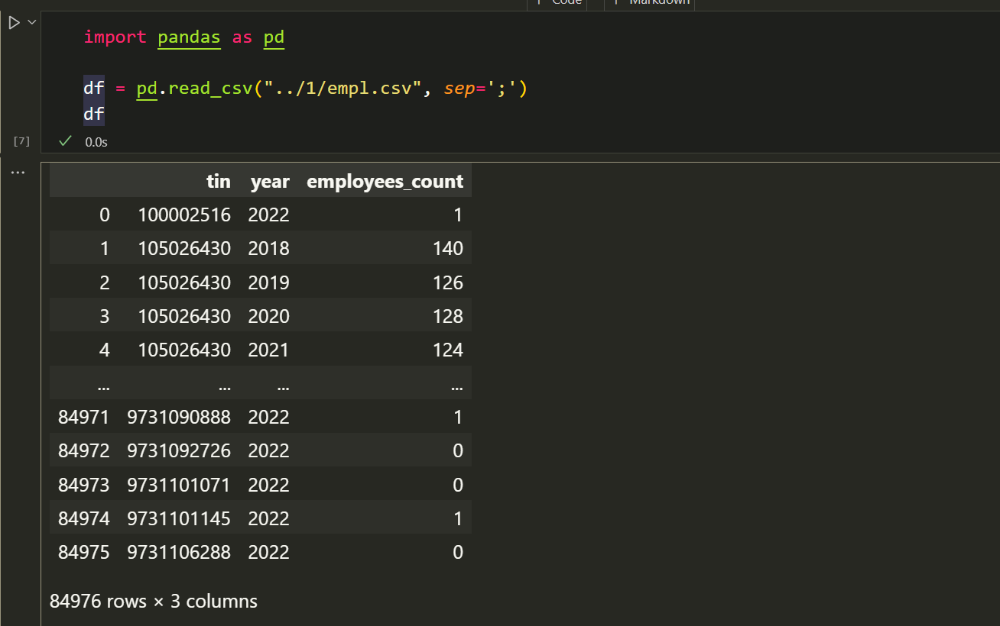 + Code + Markdown
import pandas as pd
df = pd.read_csv("../1/empl.csv", sep=';')
df
[7] 0.0s
...
tin year employees_count
0 100002516 2022 1
1 105026430 2018 140
2 105026430 2019 126
3 105026430 2020 128
4 105026430 2021 124
... ... ... ...
84971 9731090888 2022 1
84972 9731092726 2022 0
84973 9731101071 2022 0
84974 9731101145 2022 1
84975 9731106288 2022 0
84976 rows × 3 columns